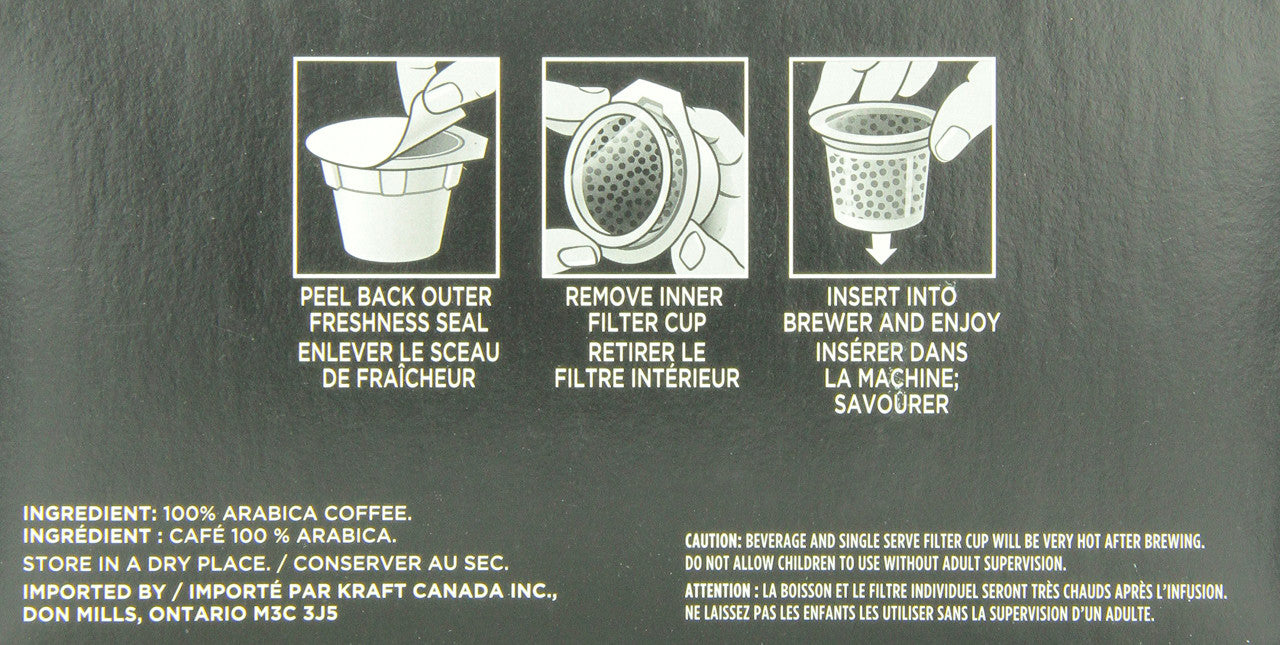 PEEL BACK OUTER
FRESHNESS SEAL
ENLEVER LE SCEAU
DE FRAÎCHEUR
REMOVE INNER
FILTER CUP
RETIRER LE
FILTRE INTÉRIEUR
INSERT INTO
BREWER AND ENJOY
INSÉRER DANS
LA MACHINE;
SAVOURER
INGREDIENT: 100% ARABICA COFFEE.
INGRÉDIENT : CAFÉ 100 % ARABICA.
STORE IN A DRY PLACE. / CONSERVER AU SEC.
IMPORTED BY / IMPORTÉ PAR KRAFT CANADA INC.,
DON MILLS, ONTARIO M3C 3J5
CAUTION: BEVERAGE AND SINGLE SERVE FILTER CUP WILL BE VERY HOT AFTER BREWING.
DO NOT ALLOW CHILDREN TO USE WITHOUT ADULT SUPERVISION.
ATTENTION : LA BOISSON ET LE FILTRE INDIVIDUEL SERONT TRÈS CHAUDS APRÈS L'INFUSION.
NE LAISSEZ PAS LES ENFANTS LES UTILISER SANS LA SUPERVISION D'UN ADULTE.